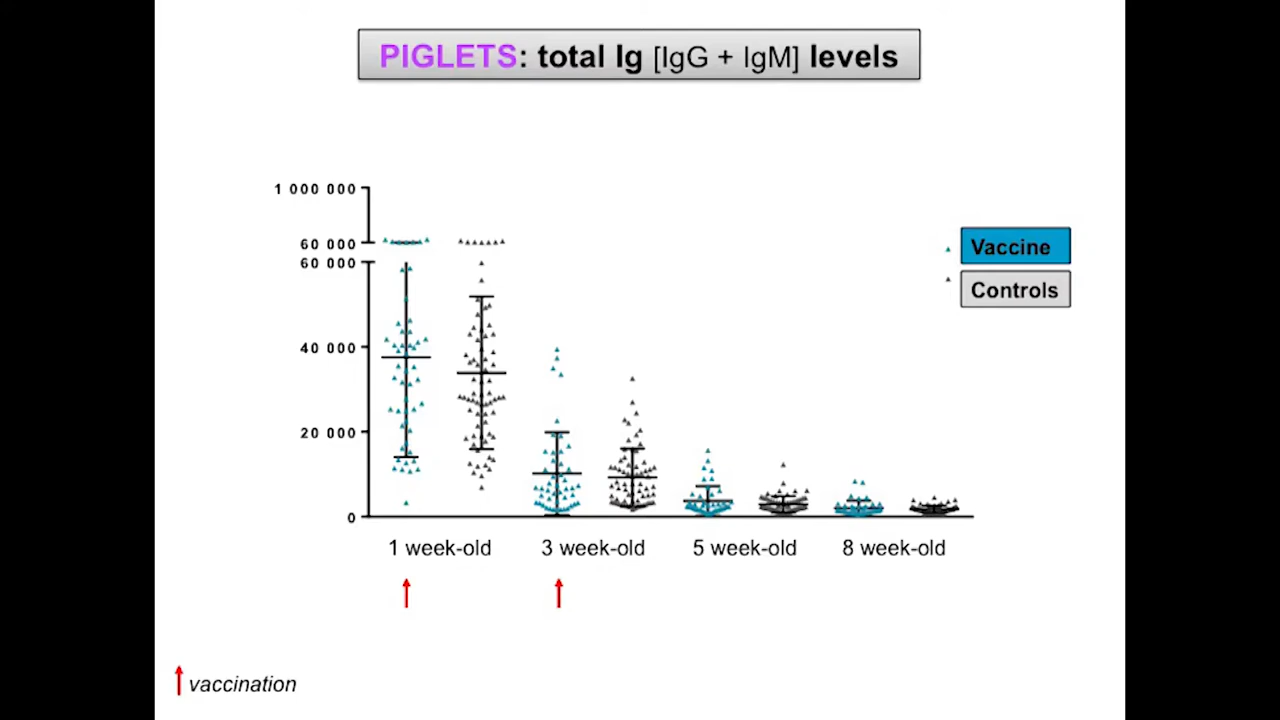 PIGLETS: total Ig [IgG + IgM] levels
1 000 000
60 000
60 000
40 000
20 000
0
Vaccine
Controls
1 week-old 3 week-old 5 week-old 8 week-old
vaccination